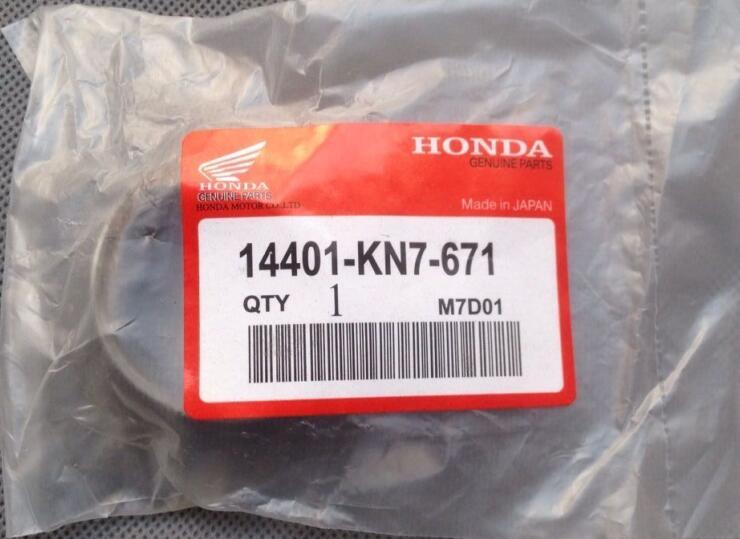 HONDA
GENUINE PARTS
HONDA
GENUINE PARTS
HONDA MOTOR CO.,LTD
Made in JAPAN
14401-KN7-671
QTY 1 M7D01